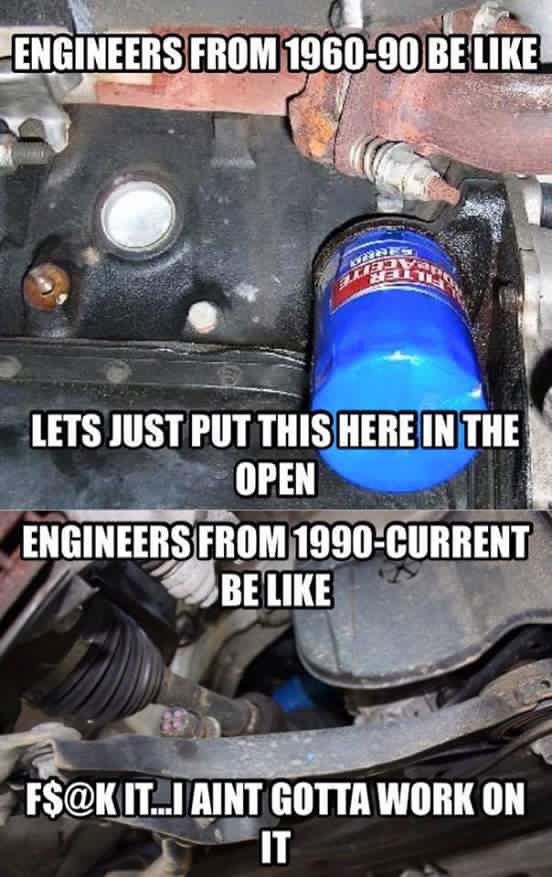 ENGINEERS FROM 1960-90 BE LIKE
FILTER
LETS JUST PUT THIS HERE IN THE
OPEN
ENGINEERS FROM 1990-CURRENT
BE LIKE
F$@K IT...I AINT GOTTA WORK ON
IT